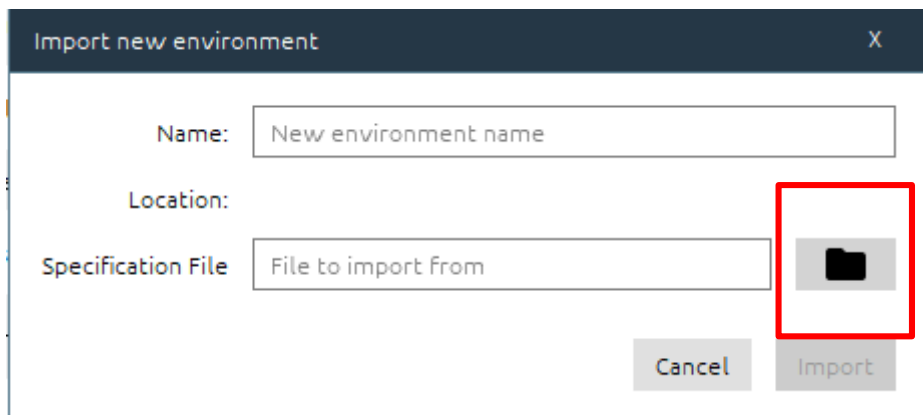 Import new environment X
Name: New environment name
Location:
Specification File File to import from
Cancel Import